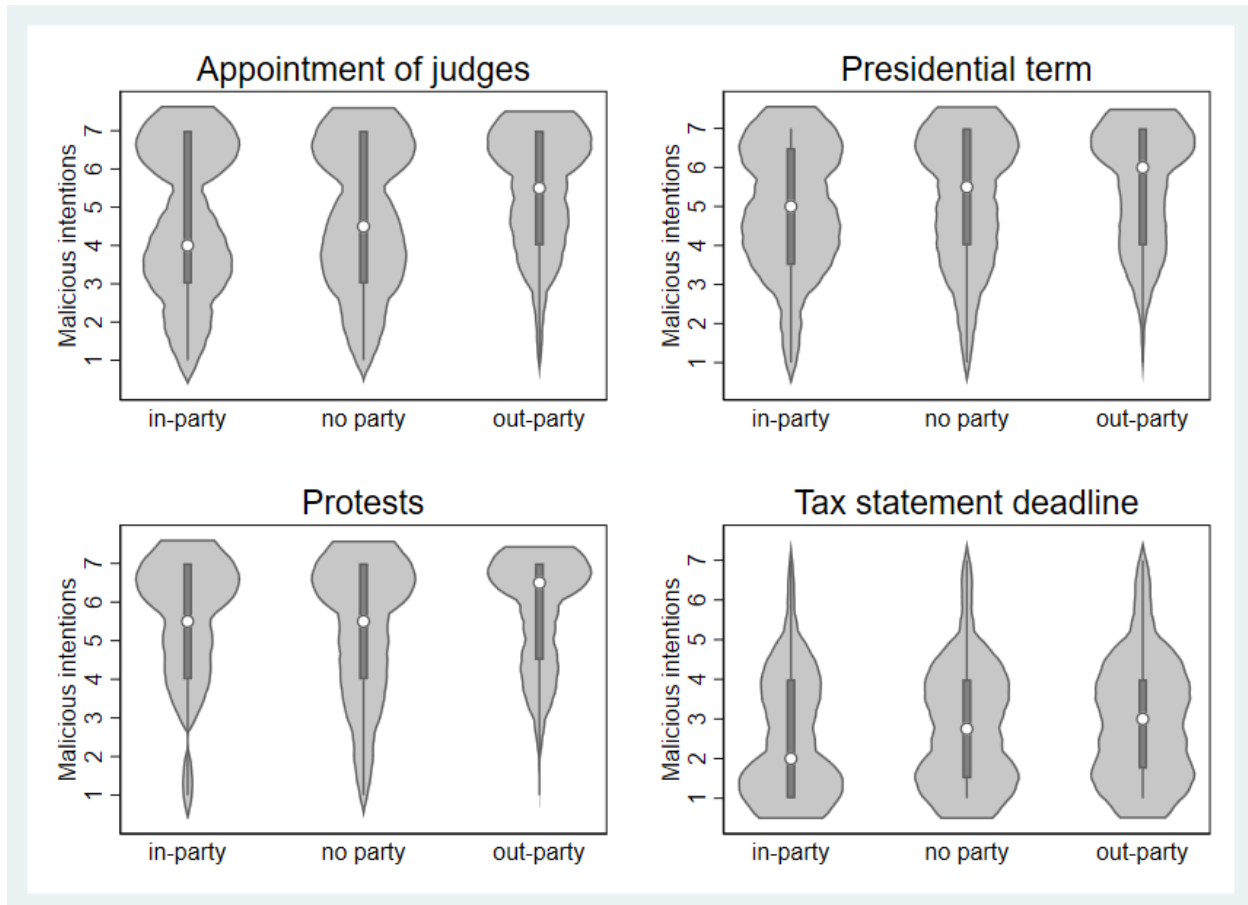 Appointment of judges
Malicious intentions
7
6
5
4
3
2
1
in-party no party out-party
Presidential term
Malicious intentions
7
6
5
4
3
2
1
in-party no party out-party
Protests
Malicious intentions
7
6
5
4
3
2
1
in-party no party out-party
Tax statement deadline
Malicious intentions
7
6
5
4
3
2
1
in-party no party out-party